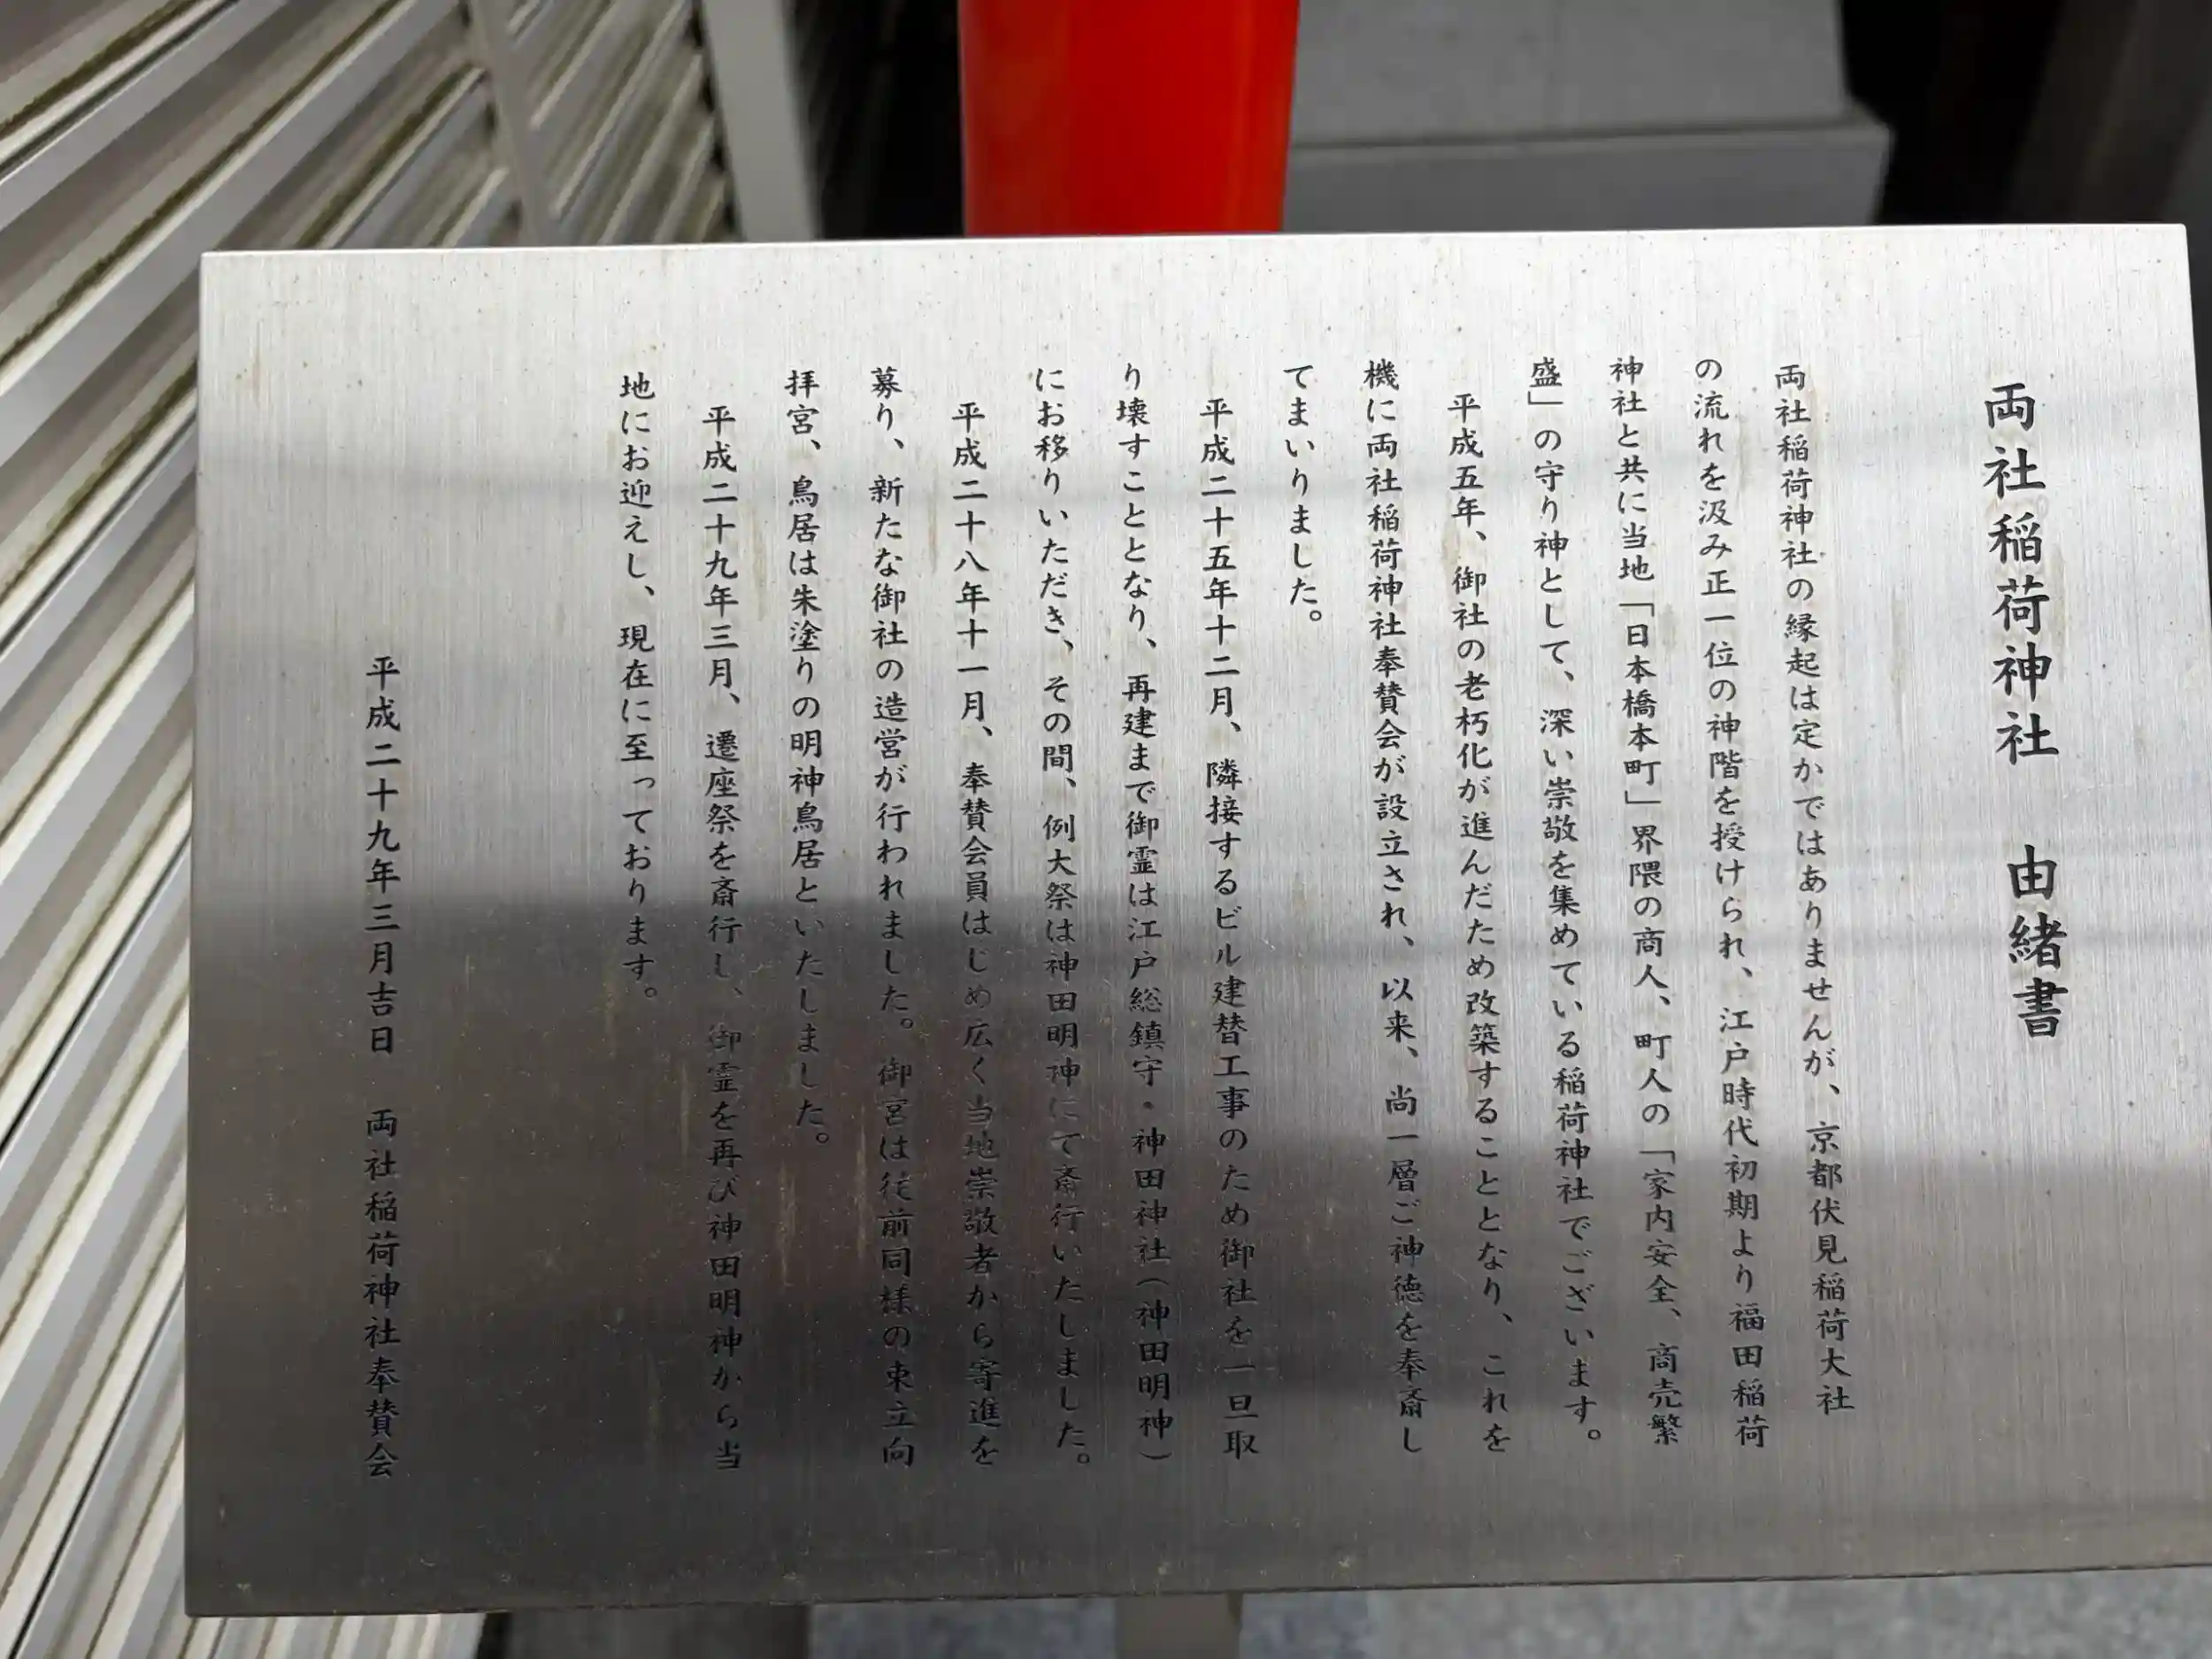 両社稲荷神社　由緒書
両社稲荷神社の縁起は定かではありませんが、京都伏見稲荷大社
の流れを汲み正一位の神階を授けられ、江戸時代初期より福田稲荷
神社と共に当地「日本橋本町」界隈の商人、町人の「家内安全、商売繁
盛」の守り神として、深い崇敬を集めている稲荷神社でございます。
平成五年、御社の老朽化が進んだため改築することとなり、これを
機に両社稲荷神社奉賛会が設立され、以来、尚一層ご神徳を奉斎し
てまいりました。
平成二十五年十二月、隣接するビル建替工事のため御社を一旦取
り壊すこととなり、再建まで御霊は江戸総鎮守・神田神社（神田明神）
にお移りいただき、その間、例大祭は神田明神にて斎行いたしました。
平成二十八年十一月、奉賛会員はじめ広く当地崇敬者から寄進を
募り、新たな御社の造営が行われました。御宮は従前同様の東立向
拝宮、鳥居は朱塗りの明神鳥居といたしました。
平成二十九年三月、遷座祭を斎行し、御霊を再び神田明神から当
地にお迎えし、現在に至っております。
平成二十九年三月吉日　両社稲荷神社奉賛会